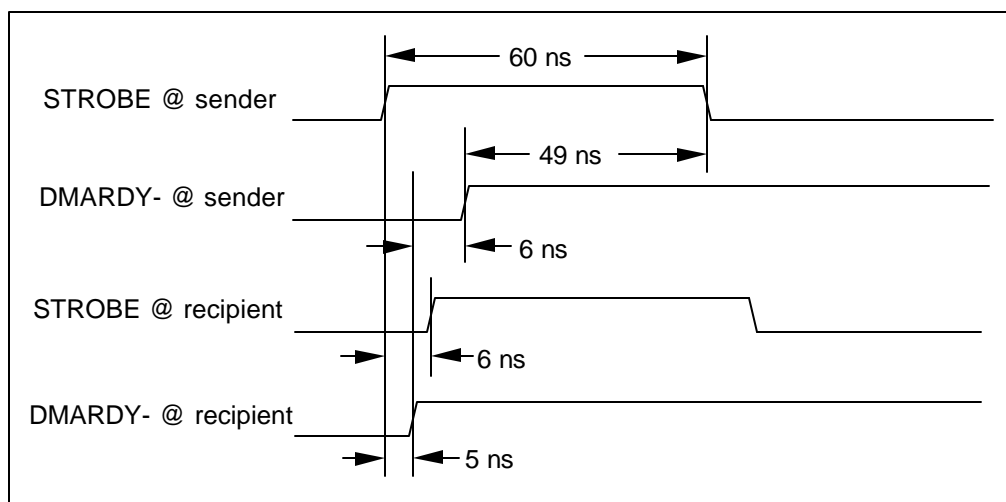 60 ns
STROBE @ sender
49 ns
DMARDY- @ sender
6 ns
STROBE @ recipient
6 ns
DMARDY- @ recipient
5 ns